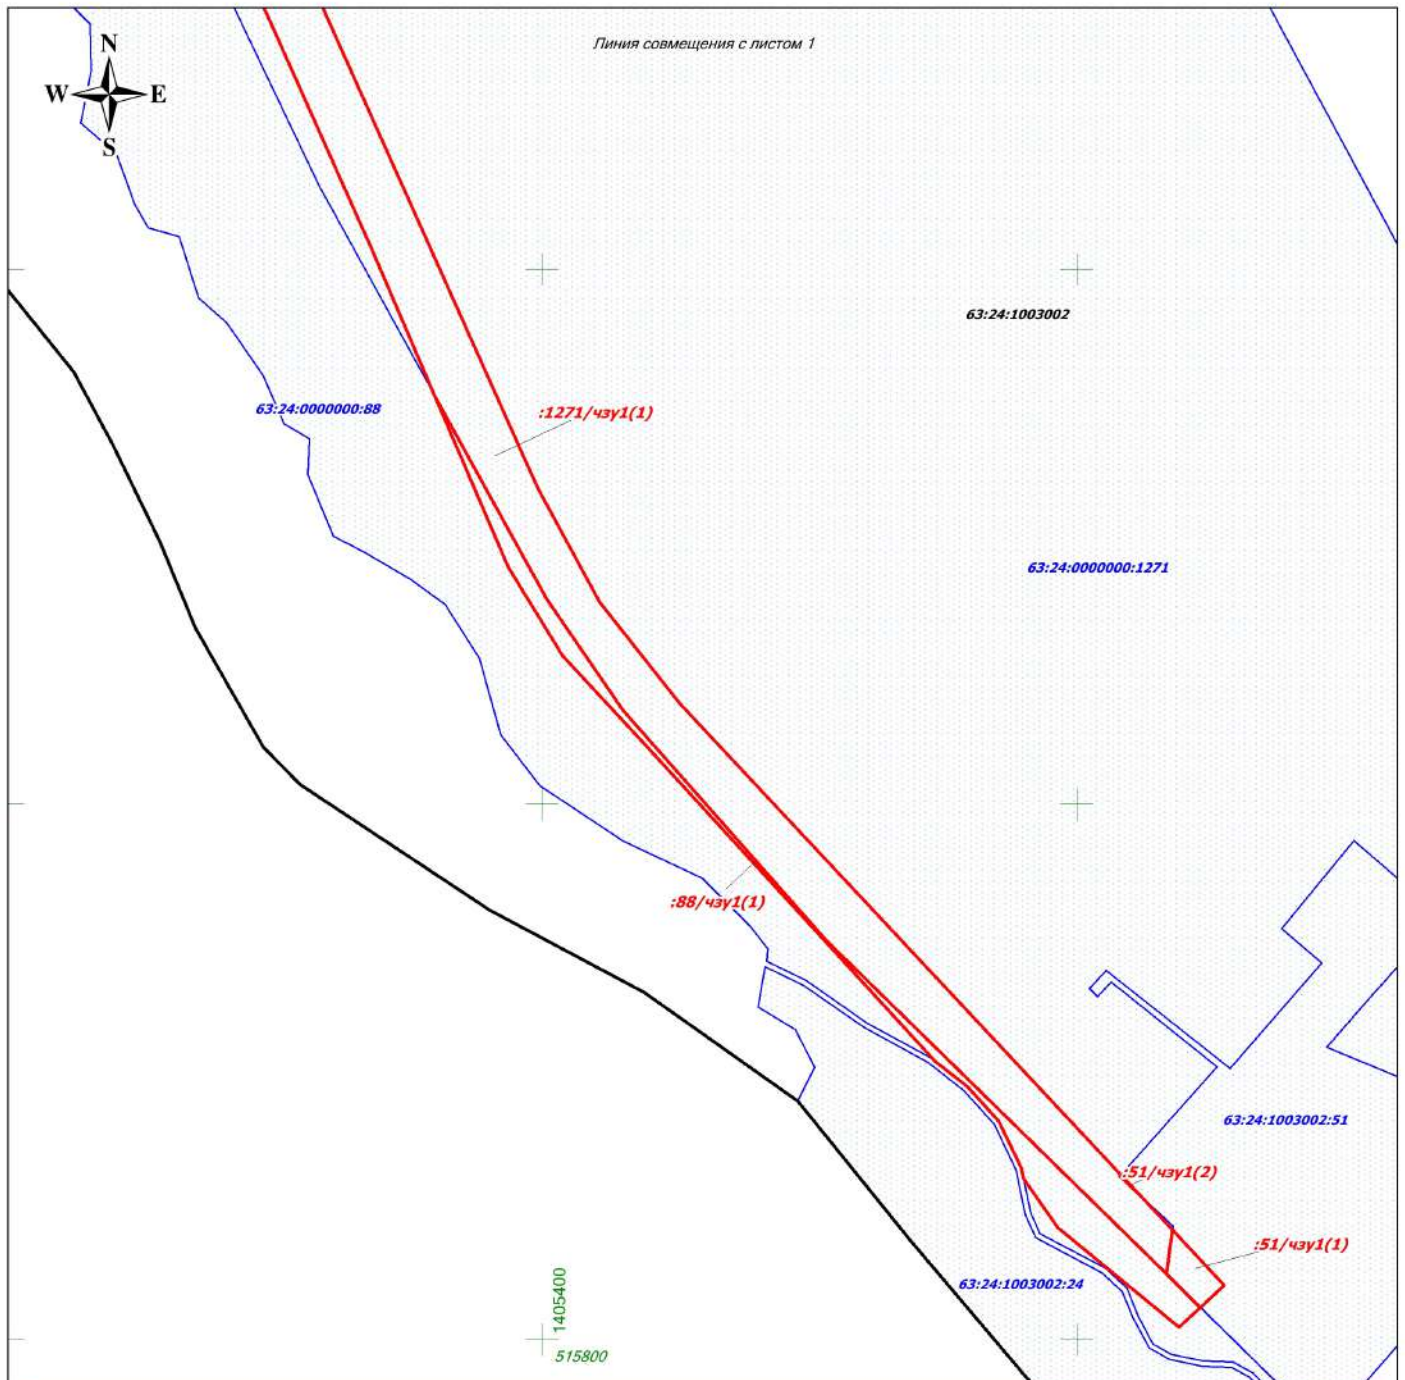 Линия совмещения с листом 1
N
W E
S
63:24:1003002
63:24:0000000:88
:1271/чзу1(1)
63:24:0000000:1271
:88/чзу1(1)
63:24:1003002:51
:51/чзу1(2)
:51/чзу1(1)
63:24:1003002:24
1405400
515800